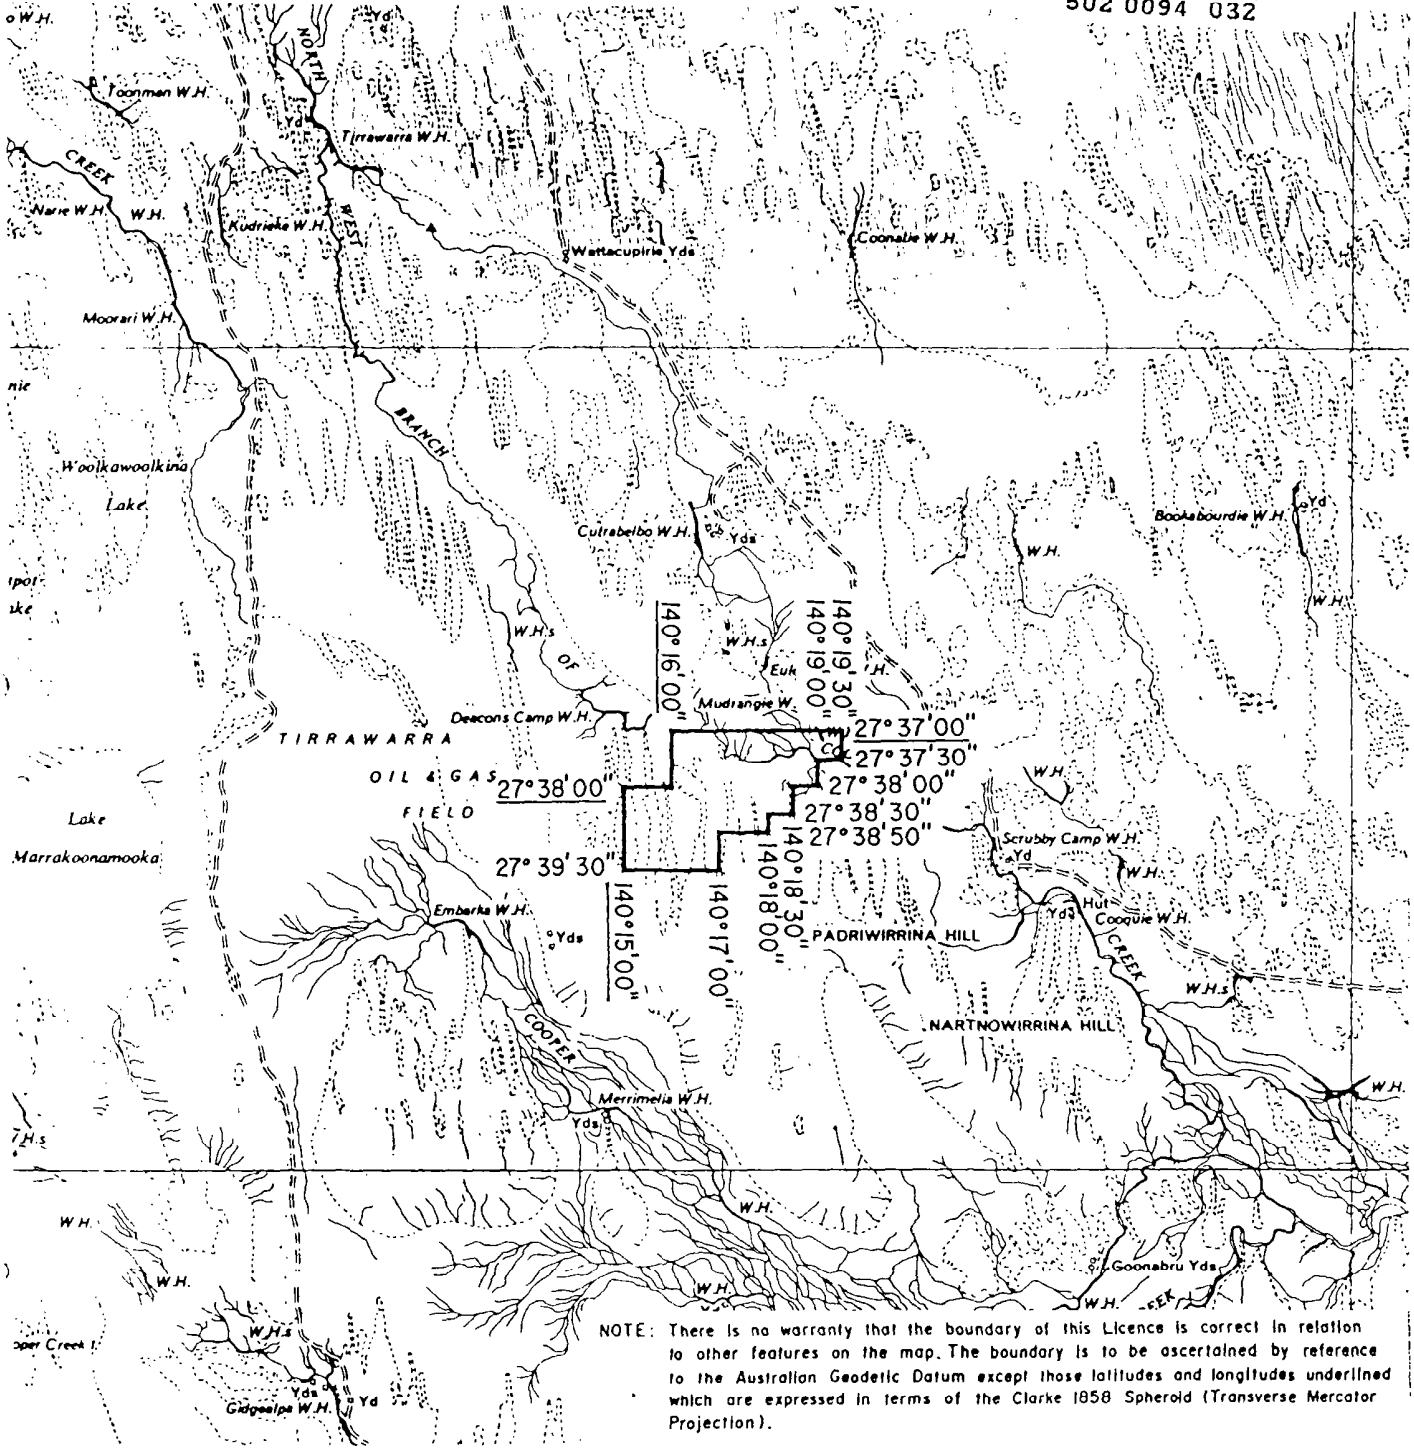 502 0094 032
o W.H.
Yd
NORTH
Toonman W.H.
Yd
Tirrawarra W.H.
CREEK
Narie W.H.
W.H.
Kudrieke W.H.
WEST
Wattacupirie Yds
Coonatie W.H.
Moorari W.H.
nie
BRANCH
Woolkawoolkina
Lake
Cutrabelbo W.H.
Yds
Bookabourdie W.H.
Yd
W.H.
W.H.
W.H.s
OF
140° 16' 00"
W.H.s
Euk
140° 19' 00"
140° 19' 30"
.H.
Deacons Camp W.H.
Mudrangie W.
TIRRAWARRA
OIL & GAS
FIELD
27° 37' 00"
27° 37' 30"
27° 38' 00"
27° 38' 00"
27° 38' 30"
27° 38' 50"
27° 39' 30"
Lake
Marrakoonamooka
W.H.
Scrubby Camp W.H.
Yd
W.H.
Embarka W.H.
Yds
140° 15' 00"
140° 17' 00"
140° 18' 00"
140° 18' 30"
PADRIWIRRINA HILL
Hut
Yds
Cooquie W.H.
CREEK
W.H.s
NARTNOWIRRINA HILL
COOPER
Merrimelia W.H.
Yds
W.H.
W.H.
W.H.
W.H.
Goonabru Yds
W.H.
W.H.
W.H.s
oper Creek
Yds
Yd
Gidgealpa W.H.
NOTE: There is no warranty that the boundary of this Licence is correct in relation
to other features on the map. The boundary is to be ascertained by reference
to the Australian Geodetic Datum except those latitudes and longitudes underlined
which are expressed in terms of the Clarke 1858 Spheroid (Transverse Mercator
Projection).